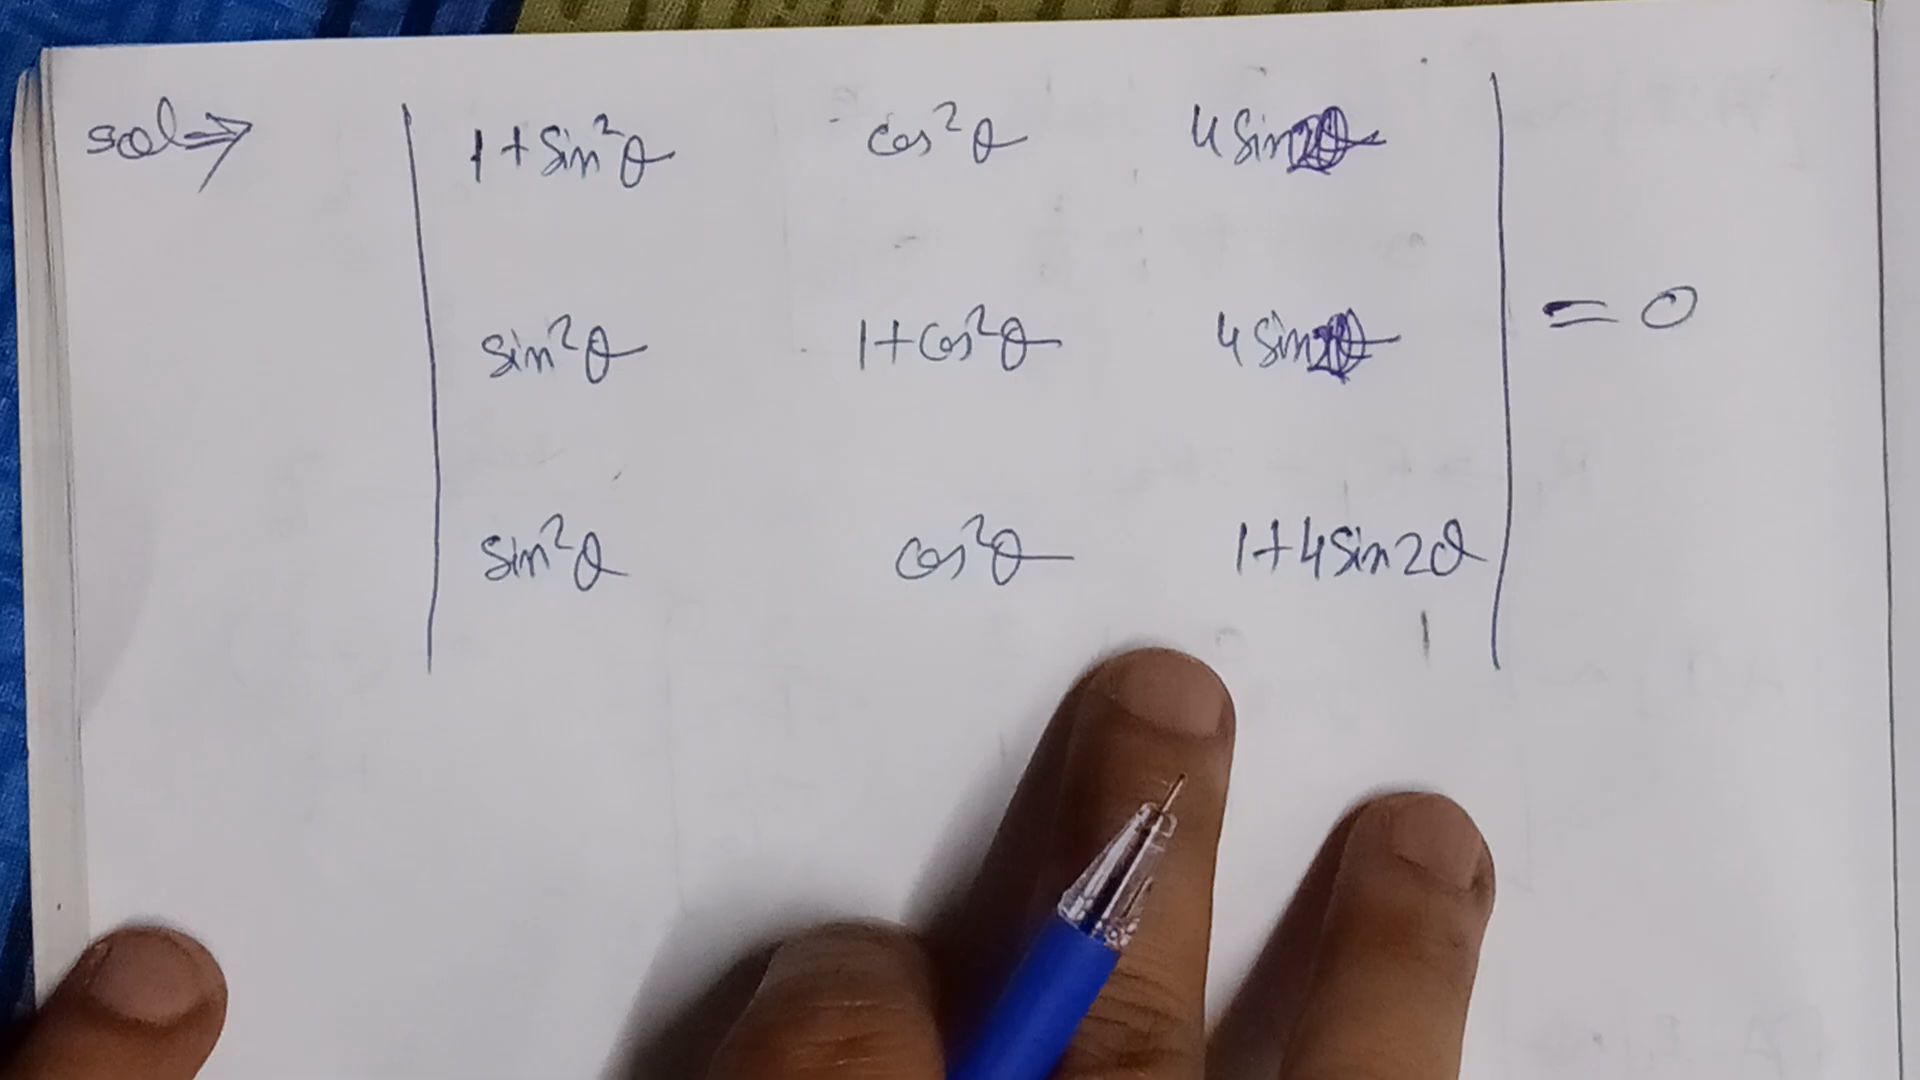 sol⇒ | 1+sin²θ cos²θ 4sin2θ |
| sin²θ 1+cos²θ 4sin2θ | = 0
| sin²θ cos²θ 1+4sin2θ |